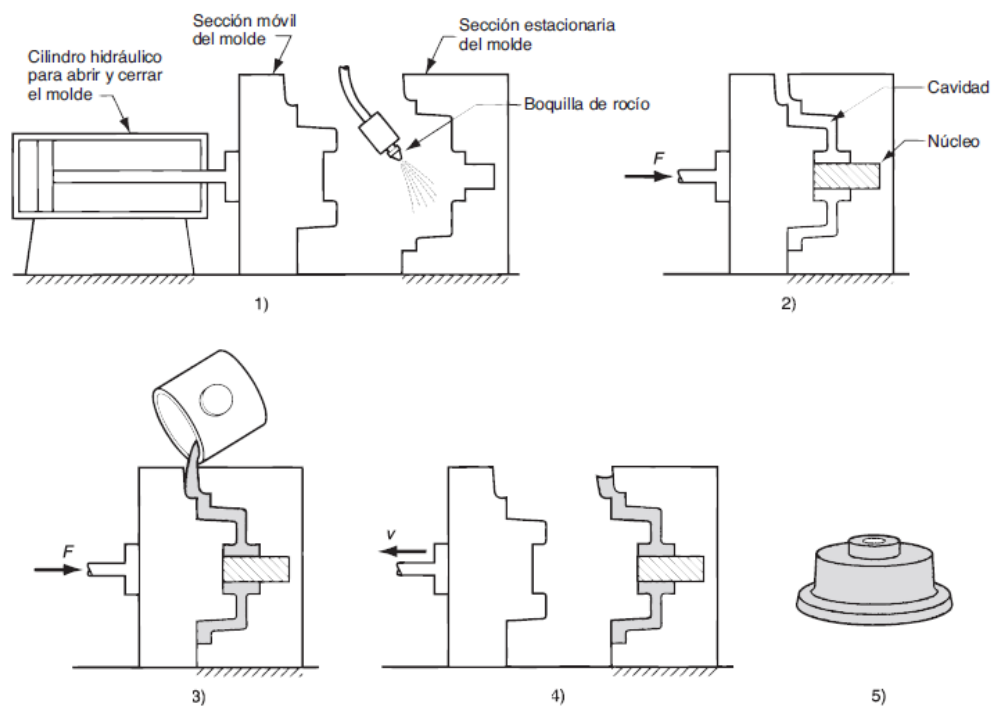 Sección móvil
del molde
Sección estacionaria
del molde
Cilindro hidráulico
para abrir y cerrar
el molde
Boquilla de rocío
Cavidad
Núcleo
F
1)
2)
F
v
3)
4)
5)